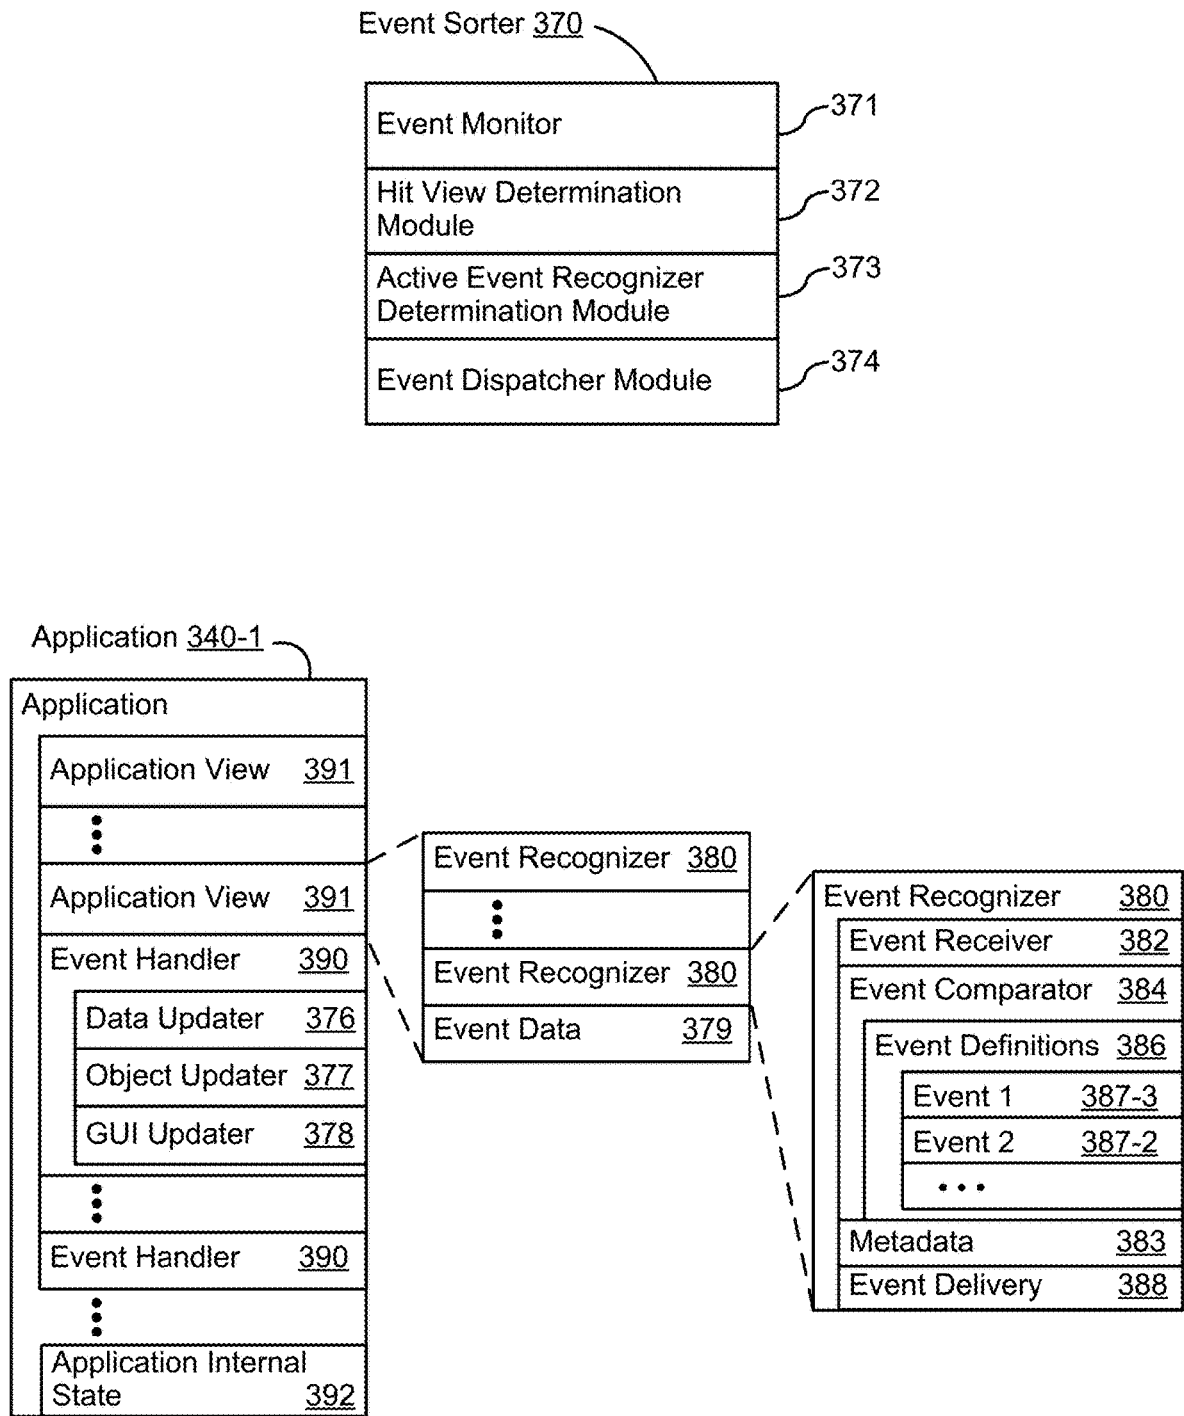 Event Sorter 370
Event Monitor
371
Hit View Determination
Module
372
Active Event Recognizer
Determination Module
373
Event Dispatcher Module
374
Application 340-1
Application
Application View 391
Application View 391
Event Handler 390
Data Updater 376
Object Updater 377
GUI Updater 378
Event Handler 390
Application Internal
State 392
Event Recognizer 380
Event Recognizer 380
Event Data 379
Event Recognizer 380
Event Receiver 382
Event Comparator 384
Event Definitions 386
Event 1 387-3
Event 2 387-2
Metadata 383
Event Delivery 388